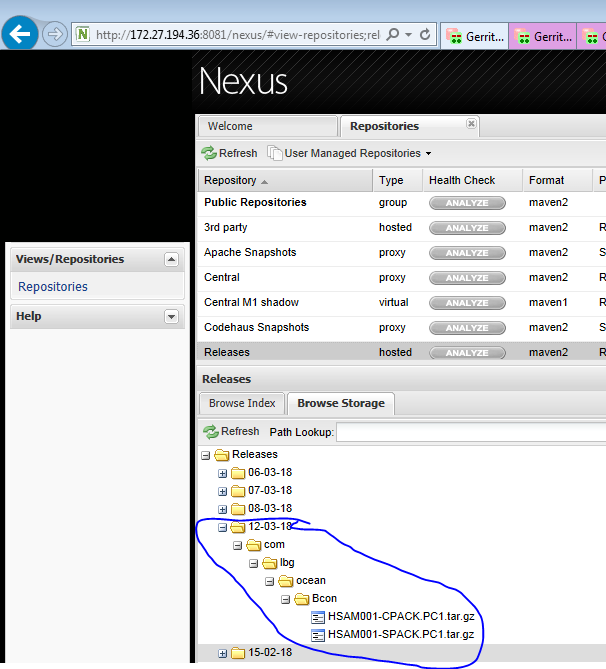 http://172.27.194.36:8081/nexus/#view-repositories;rel
Gerrit...
Gerrit...
Nexus
Welcome
Repositories
Refresh
User Managed Repositories
Repository Type Health Check Format P
Public Repositories group ANALYZE maven2
3rd party hosted ANALYZE maven2 R
Apache Snapshots proxy ANALYZE maven2 S
Central proxy ANALYZE maven2 R
Central M1 shadow virtual ANALYZE maven1 R
Codehaus Snapshots proxy ANALYZE maven2 S
Releases hosted ANALYZE maven2 R
Views/Repositories
Repositories
Help
Releases
Browse Index
Browse Storage
Refresh Path Lookup:
Releases
06-03-18
07-03-18
08-03-18
12-03-18
com
lbg
ocean
Bcon
HSAM001-CPACK.PC1.tar.gz
HSAM001-SPACK.PC1.tar.gz
15-02-18